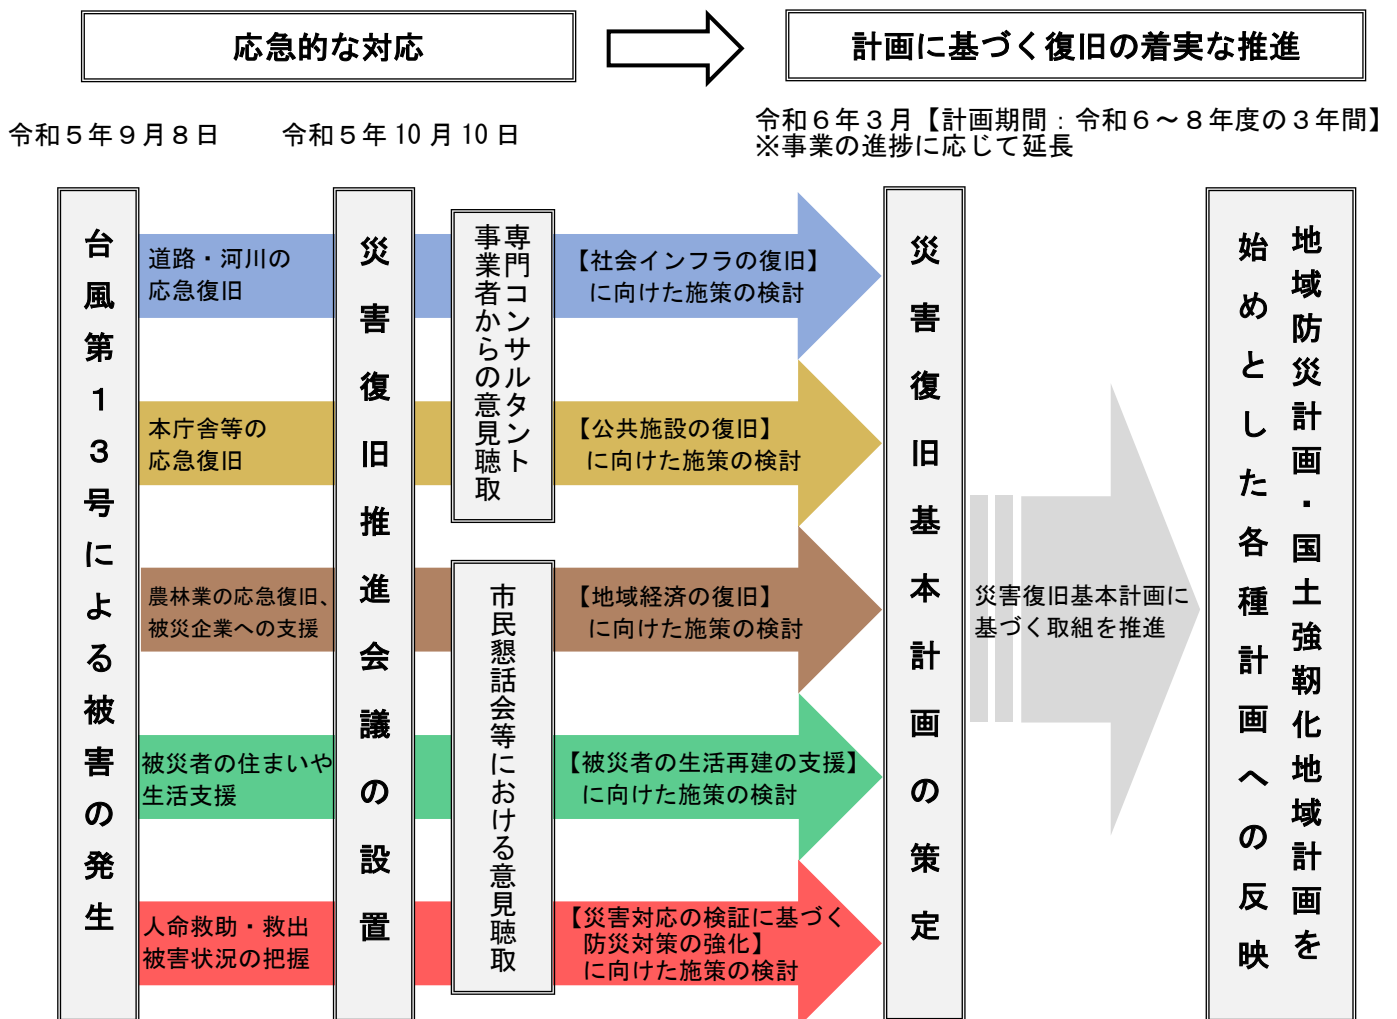 応急的な対応
計画に基づく復旧の着実な推進
令和５年９月８日
令和５年 10 月 10 日
令和６年３月【計画期間：令和６～８年度の３年間】
※事業の進捗に応じて延長
台風第１３号による被害の発生
道路・河川の
応急復旧
本庁舎等の
応急復旧
農林業の応急復旧、
被災企業への支援
被災者の住まいや
生活支援
人命救助・救出
被害状況の把握
災害復旧推進会議の設置
専門コンサルタント
事業者からの意見聴取
市民懇話会等における意見聴取
【社会インフラの復旧】
に向けた施策の検討
【公共施設の復旧】
に向けた施策の検討
【地域経済の復旧】
に向けた施策の検討
【被災者の生活再建の支援】
に向けた施策の検討
【災害対応の検証に基づく
防災対策の強化】
に向けた施策の検討
災害復旧基本計画の策定
災害復旧基本計画に
基づく取組を推進
地域防災計画・国土強靭化地域計画を
始めとした各種計画への反映